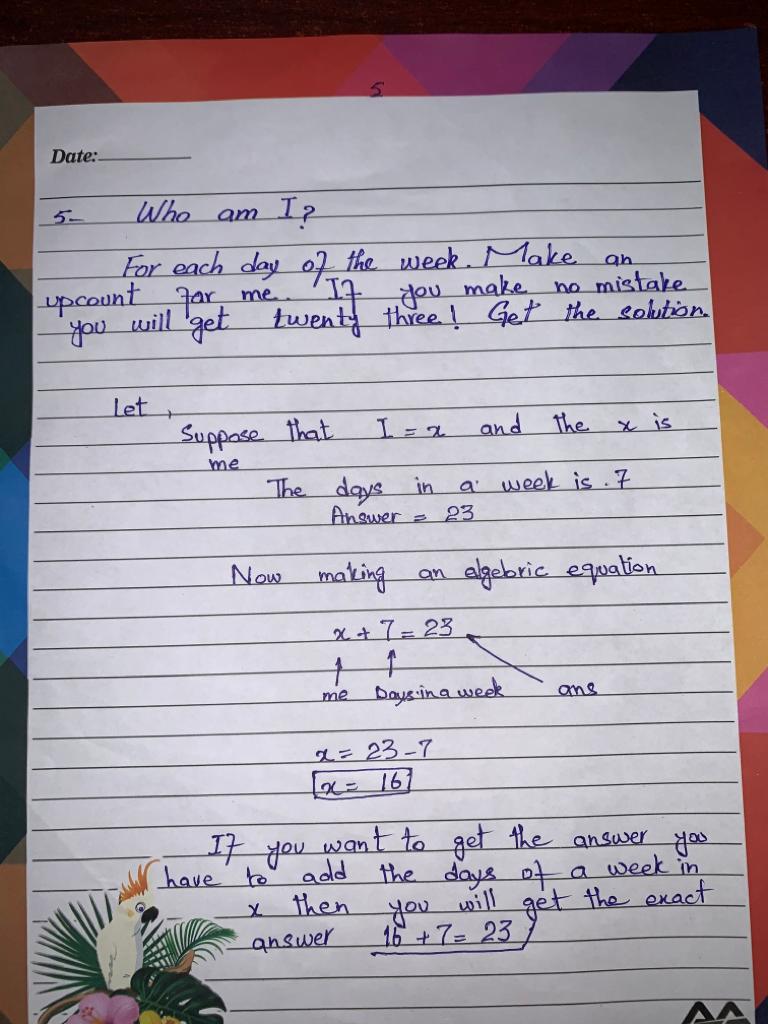 5
Date:
5- Who am I?
For each day of the week. Make an
upcount for me. If you make no mistake
you will get twenty three! Get the solution.
Let,
Suppose that I = x and the x is
me
The days in a week is .7
Answer = 23
Now making an algebric equation
x + 7 = 23
me Days in a week ans
x = 23 - 7
x = 16
If you want to get the answer you
have to add the days of a week in
x then you will get the exact
answer 16 + 7 = 23